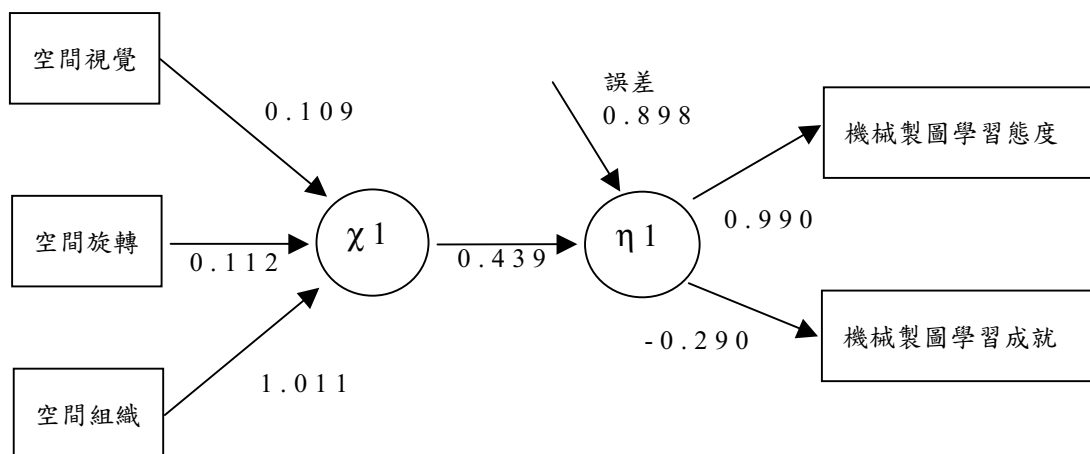 空間視覺
0.109
空間旋轉
0.112
空間組織
1.011
χ1
0.439
誤差
0.898
η1
0.990
-0.290
機械製圖學習態度
機械製圖學習成就